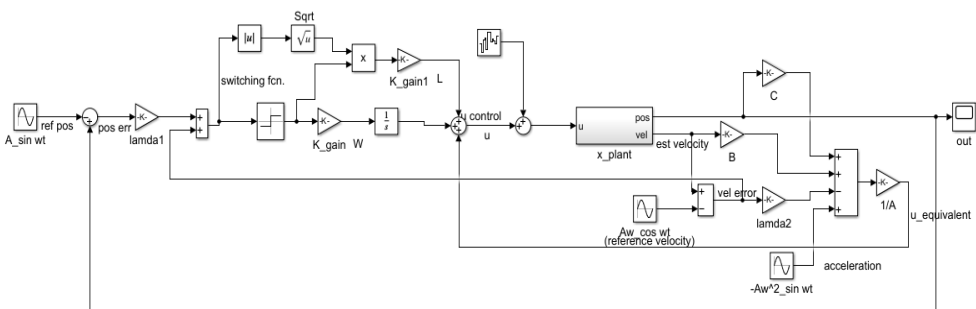 Sqrt
|u|
√u
x
-K-
K_gain1
L
switching fcn.
A_sin wt
ref pos
pos err
-K-
lamda1
-K-
K_gain
W
1
s
u control
u
u
pos
vel
x_plant
est velocity
-K-
C
-K-
B
out
vel error
-K-
lamda2
-K-
1/A
u_equivalent
Aw_cos wt
(reference velocity)
-Aw^2_sin wt
acceleration